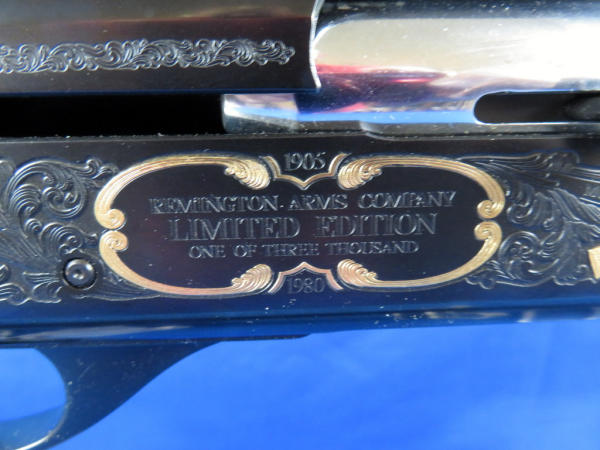 1905
REMINGTON ARMS COMPANY
LIMITED EDITION
ONE OF THREE THOUSAND
1980